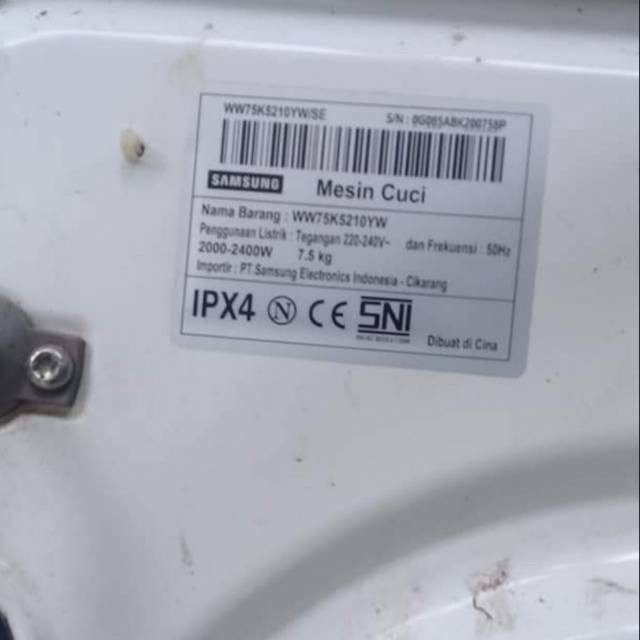 WW75K5210YW/SE S/N : 0G085ABK200758P
SAMSUNG Mesin Cuci
Nama Barang : WW75K5210YW
Penggunaan Listrik : Tegangan 220-240V~ dan Frekuensi : 50Hz
2000-2400W 7.5 kg
Importir : PT.Samsung Electronics Indonesia - Cikarang
IPX4 N CE SNI
Dibuat di Cina